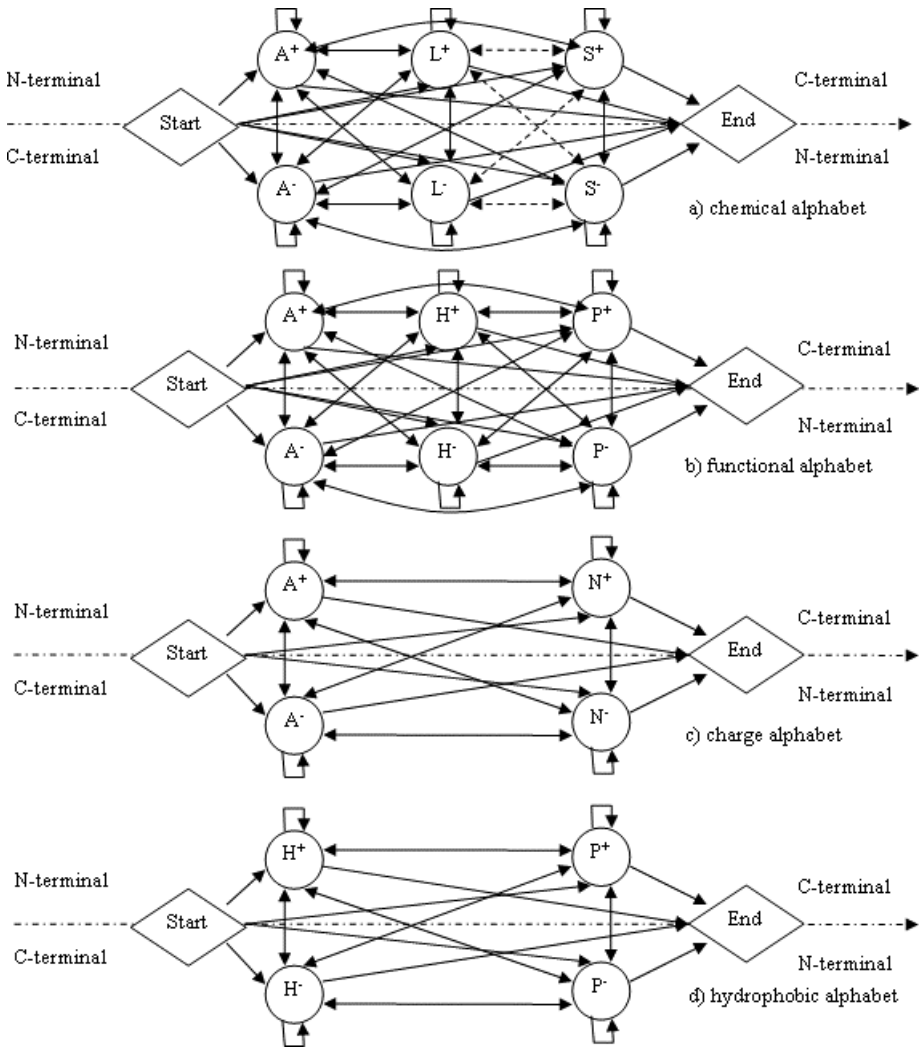 A+ L+ S+
N-terminal C-terminal
Start End
C-terminal N-terminal
A- L- S-
a) chemical alphabet
A+ H+ P+
N-terminal C-terminal
Start End
C-terminal N-terminal
A- H- P-
b) functional alphabet
A+ N+
N-terminal C-terminal
Start End
C-terminal N-terminal
A- N-
c) charge alphabet
H+ P+
N-terminal C-terminal
Start End
C-terminal N-terminal
H- P-
d) hydrophobic alphabet